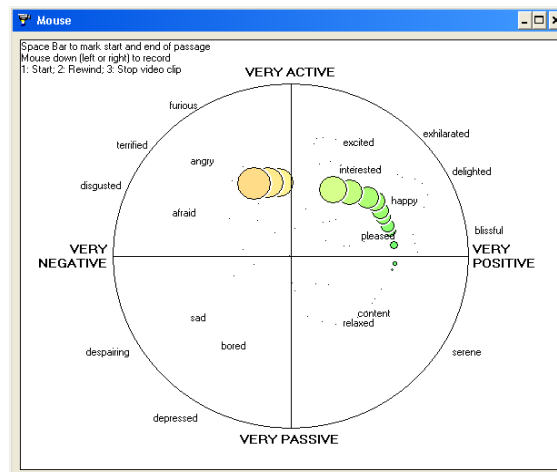 Mouse
Space Bar to mark start and end of passage
Mouse down (left or right) to record
1: Start; 2: Rewind; 3: Stop video clip
VERY ACTIVE
furious
exhilarated
terrified
excited
angry
interested
delighted
disgusted
happy
afraid
blissful
pleased
VERY
NEGATIVE
VERY
POSITIVE
sad
content
relaxed
bored
despairing
serene
depressed
VERY PASSIVE